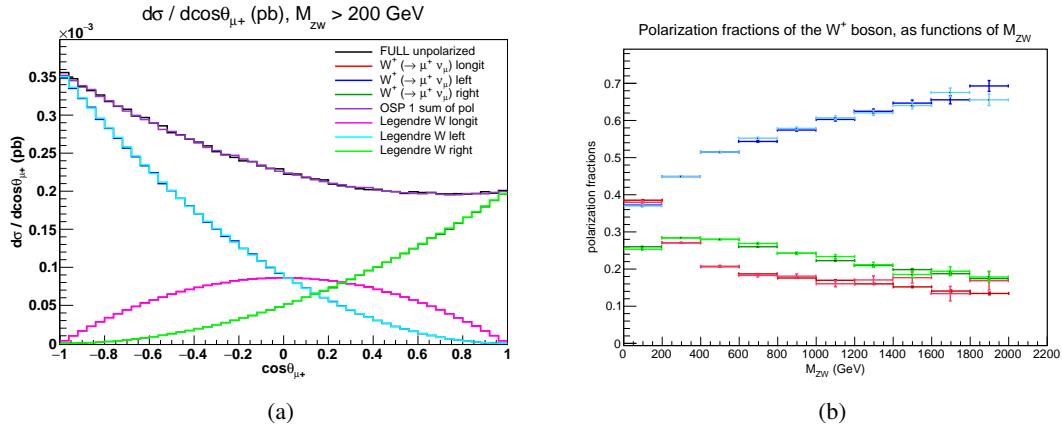 dσ / dcosθμ+ (pb), Mzw > 200 GeV
×10⁻³
FULL unpolarized
W⁺ (→ μ⁺ νμ) longit
W⁺ (→ μ⁺ νμ) left
W⁺ (→ μ⁺ νμ) right
OSP 1 sum of pol
Legendre W longit
Legendre W left
Legendre W right
dσ / dcosθμ+ (pb)
0.35
0.3
0.25
0.2
0.15
0.1
0.05
0
−1 −0.8 −0.6 −0.4 −0.2 0 0.2 0.4 0.6 0.8 1
cosθμ+
(a)
Polarization fractions of the W⁺ boson, as functions of MZW
polarization fractions
0.7
0.6
0.5
0.4
0.3
0.2
0.1
0
0 200 400 600 800 1000 1200 1400 1600 1800 2000 2200
MZW (GeV)
(b)